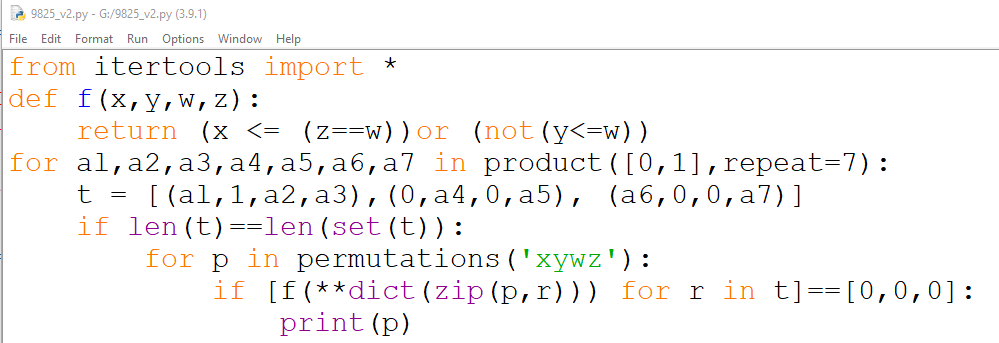 9825_v2.py - G:/9825_v2.py (3.9.1)
File Edit Format Run Options Window Help
from itertools import *
def f(x,y,w,z):
    return (x <= (z==w))or (not(y<=w))
for a1,a2,a3,a4,a5,a6,a7 in product([0,1],repeat=7):
    t = [(a1,1,a2,a3),(0,a4,0,a5), (a6,0,0,a7)]
    if len(t)==len(set(t)):
        for p in permutations('xywz'):
            if [f(**dict(zip(p,r))) for r in t]==[0,0,0]:
                print(p)